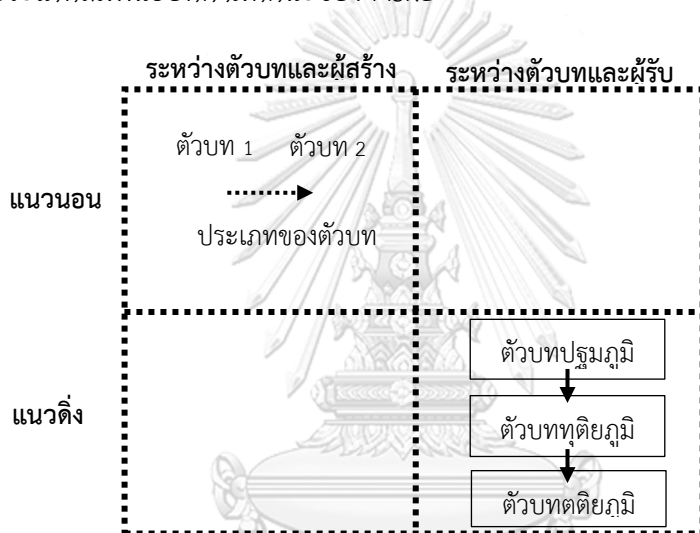 ระหว่างตัวบทและผู้สร้าง ระหว่างตัวบทและผู้รับ
ตัวบท 1 ตัวบท 2
แนวนอน
ประเภทของตัวบท
ตัวบทปฐมภูมิ
แนวดิ่ง
ตัวบททุติยภูมิ
ตัวบทตติยภูมิ